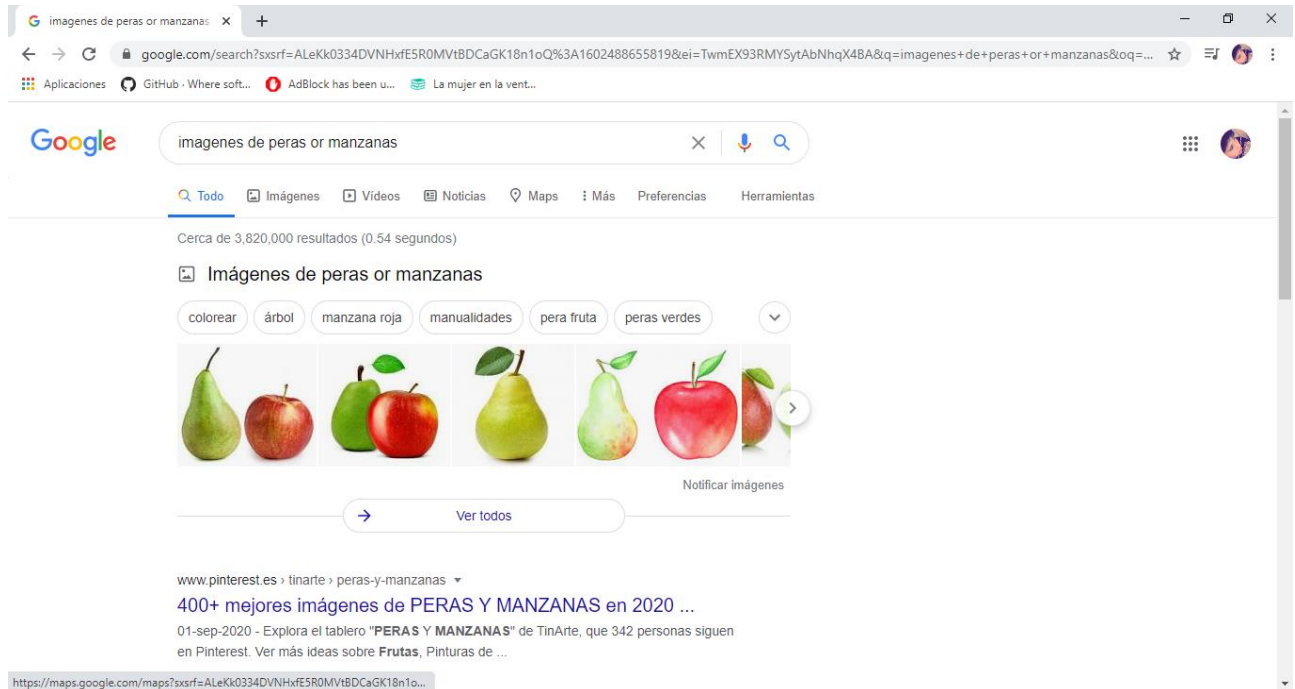 imagenes de peras or manzanas
google.com/search?sxsrf=ALeKk0334DVNHxfE5R0MVtBDCaGK18n1oQ%3A1602488655819&ei=TwmEX93RMYSytAbNhqX4BA&q=imagenes+de+peras+or+manzanas&oq=...
Aplicaciones GitHub · Where soft... AdBlock has been u... La mujer en la vent...
Google imagenes de peras or manzanas
Todo Imágenes Vídeos Noticias Maps Más Preferencias Herramientas
Cerca de 3,820,000 resultados (0.54 segundos)
Imágenes de peras or manzanas
colorear árbol manzana roja manualidades pera fruta peras verdes
Notificar imágenes
Ver todos
www.pinterest.es › tinarte › peras-y-manzanas
400+ mejores imágenes de PERAS Y MANZANAS en 2020 ...
01-sep-2020 - Explora el tablero "PERAS Y MANZANAS" de TinArte, que 342 personas siguen
en Pinterest. Ver más ideas sobre Frutas, Pinturas de ...
https://maps.google.com/maps?sxsrf=ALeKk0334DVNHxfE5R0MVtBDCaGK18n1o...